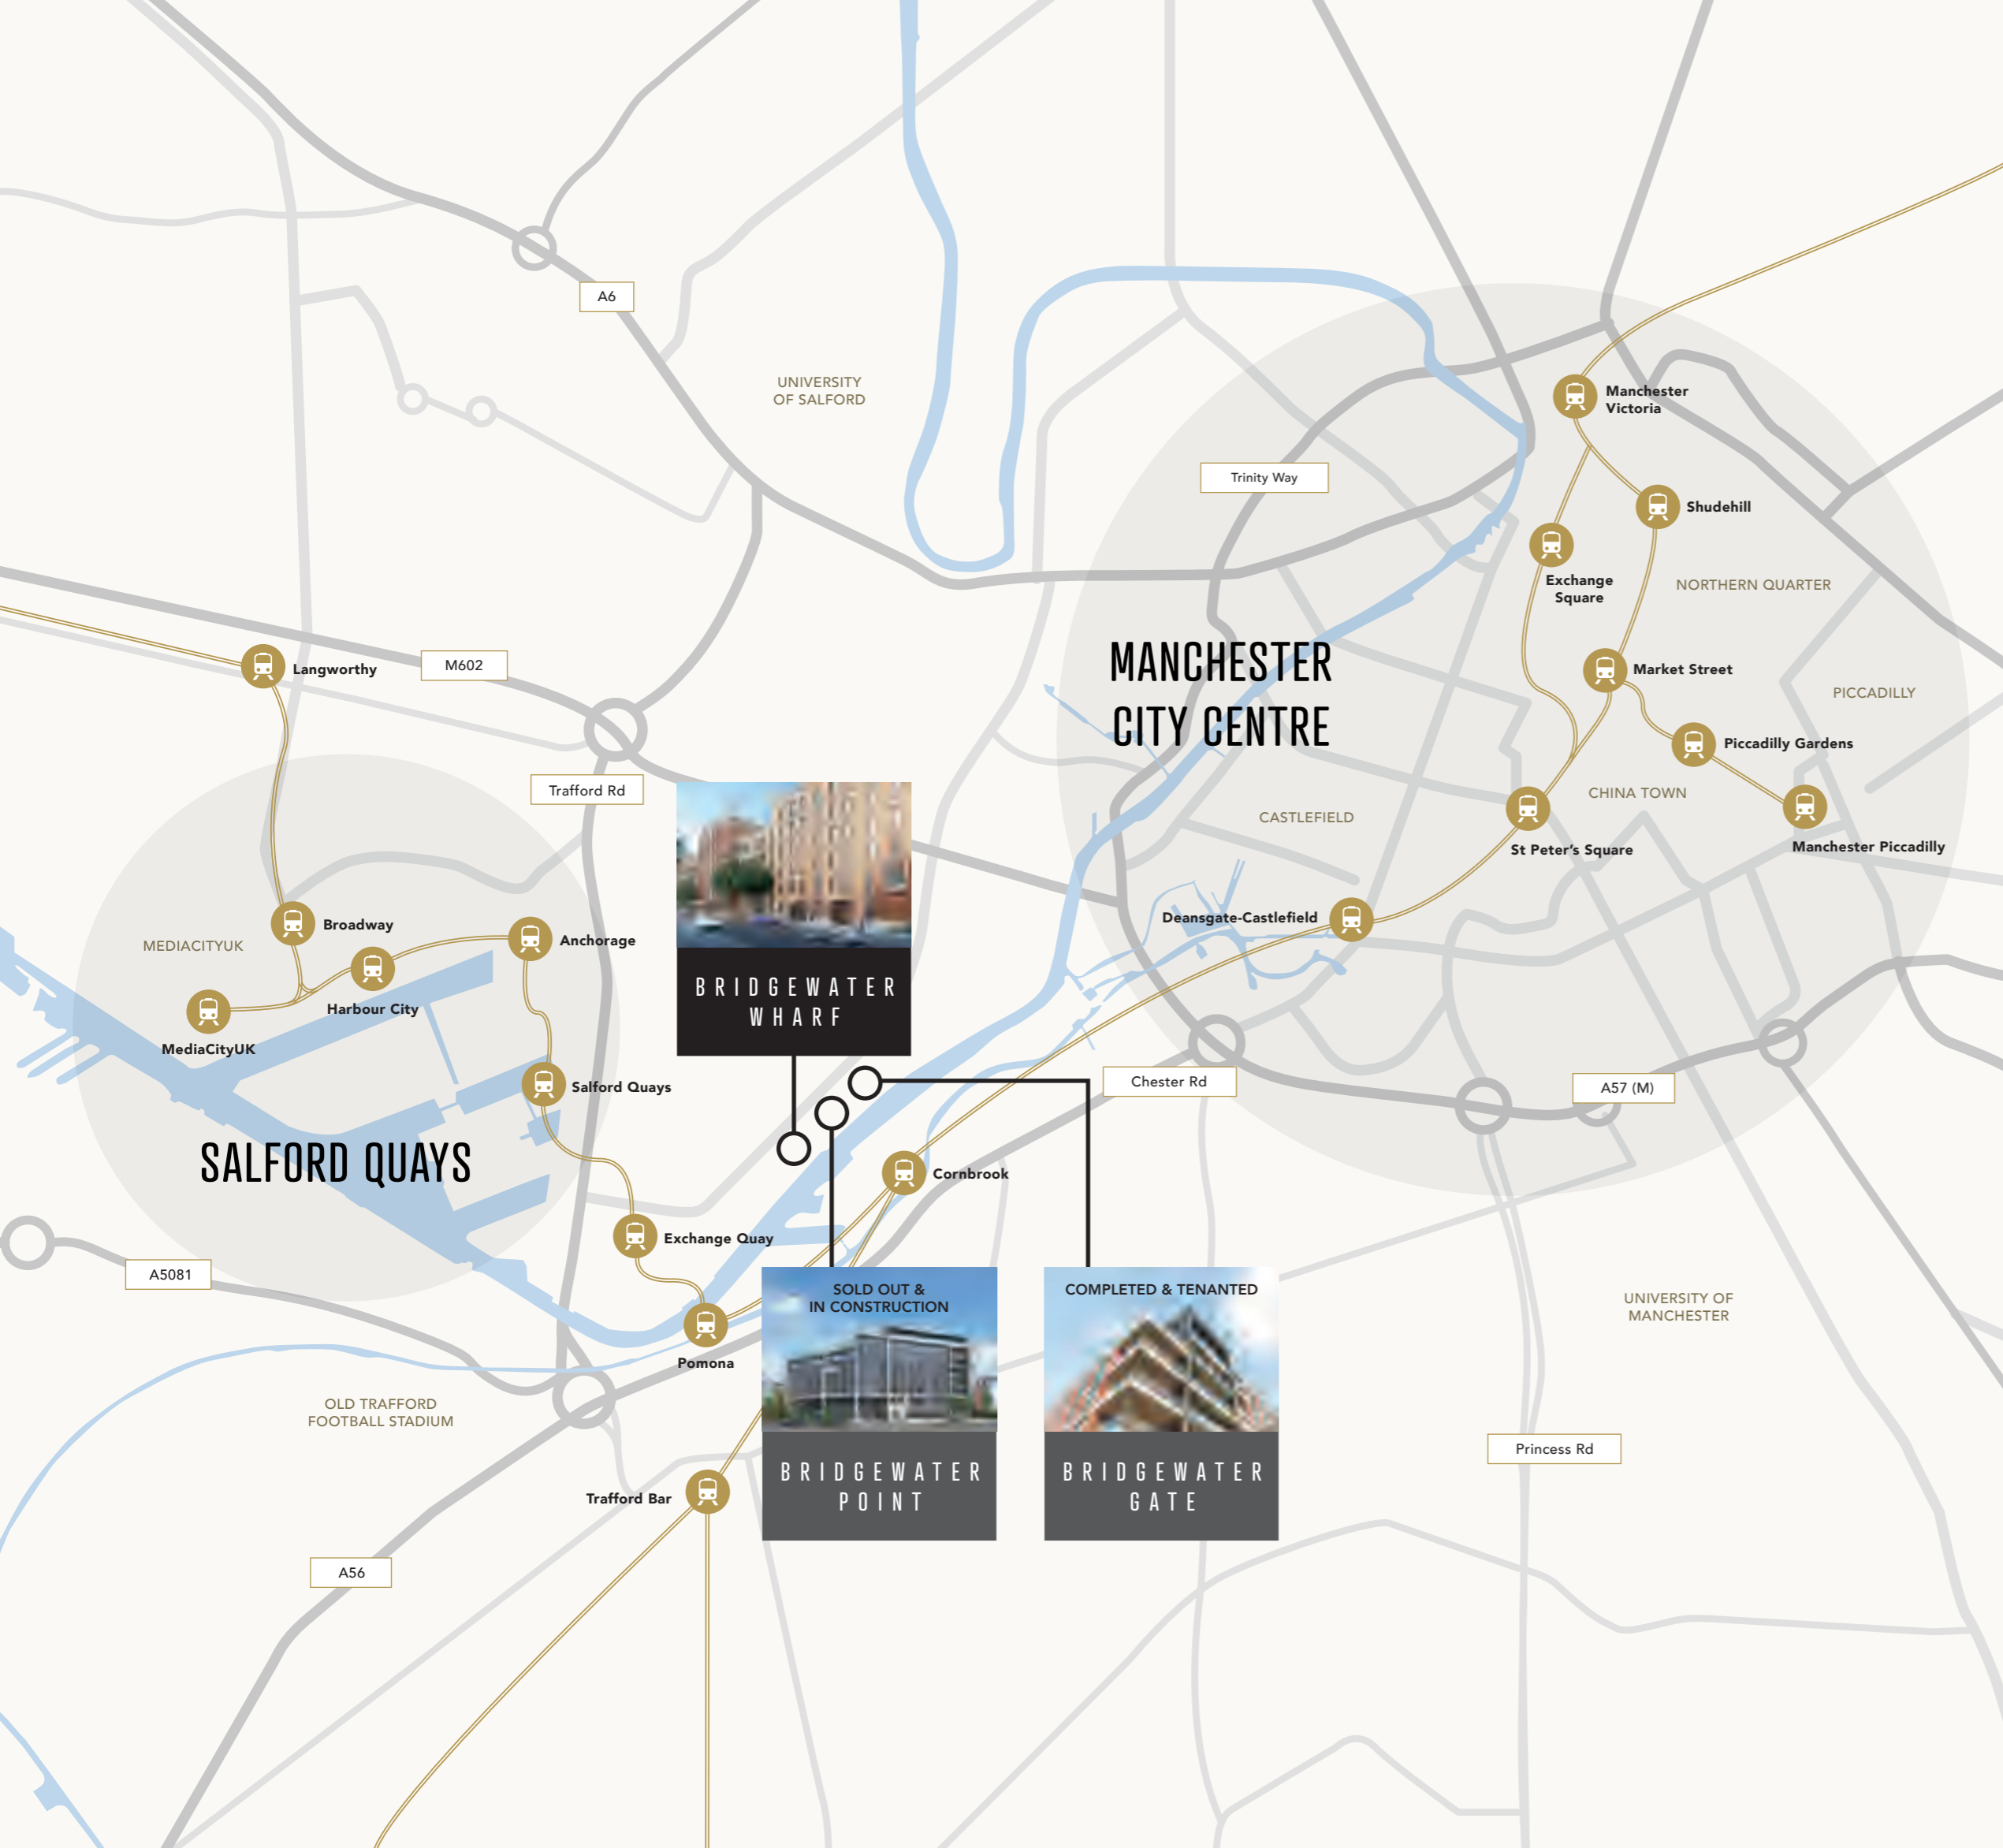 A6
UNIVERSITY
OF SALFORD
Manchester
Victoria
Trinity Way
Shudehill
Exchange
Square
NORTHERN QUARTER
MANCHESTER
CITY CENTRE
Langworthy
M602
Market Street
PICCADILLY
Piccadilly Gardens
Trafford Rd
CHINA TOWN
CASTLEFIELD
St Peter's Square
Manchester Piccadilly
Deansgate-Castlefield
Broadway
MEDIACITYUK
Anchorage
Harbour City
MediaCityUK
BRIDGEWATER
WHARF
Salford Quays
Chester Rd
A57 (M)
SALFORD QUAYS
Cornbrook
Exchange Quay
A5081
SOLD OUT &
IN CONSTRUCTION
COMPLETED & TENANTED
UNIVERSITY OF
MANCHESTER
Pomona
OLD TRAFFORD
FOOTBALL STADIUM
Princess Rd
BRIDGEWATER
POINT
BRIDGEWATER
GATE
Trafford Bar
A56